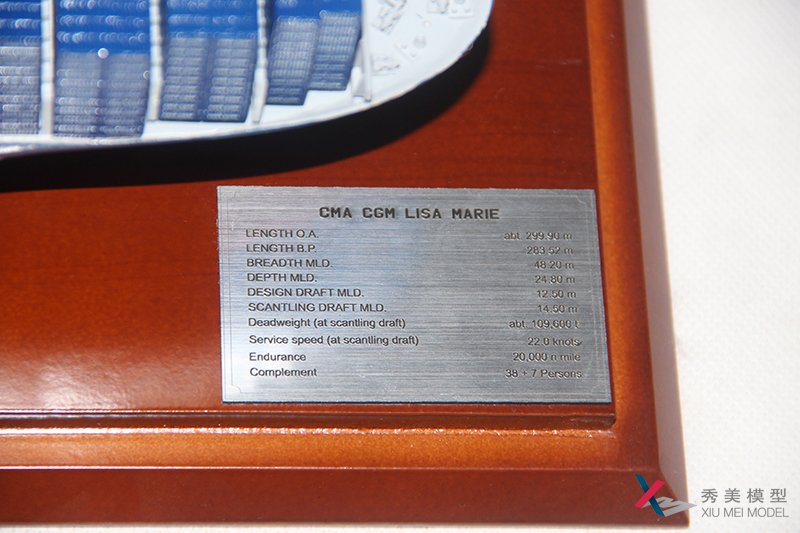 CMA CGM LISA MARIE
LENGTH O.A. abt. 299.90 m
LENGTH B.P. 283.52 m
BREADTH MLD. 48.20 m
DEPTH MLD. 24.80 m
DESIGN DRAFT MLD. 12.50 m
SCANTLING DRAFT MLD. 14.50 m
Deadweight (at scantling draft) abt. 109,600 t
Service speed (at scantling draft) 22.0 knots
Endurance 20,000 n mile
Complement 38 + 7 Persons
秀美模型
XIU MEI MODEL